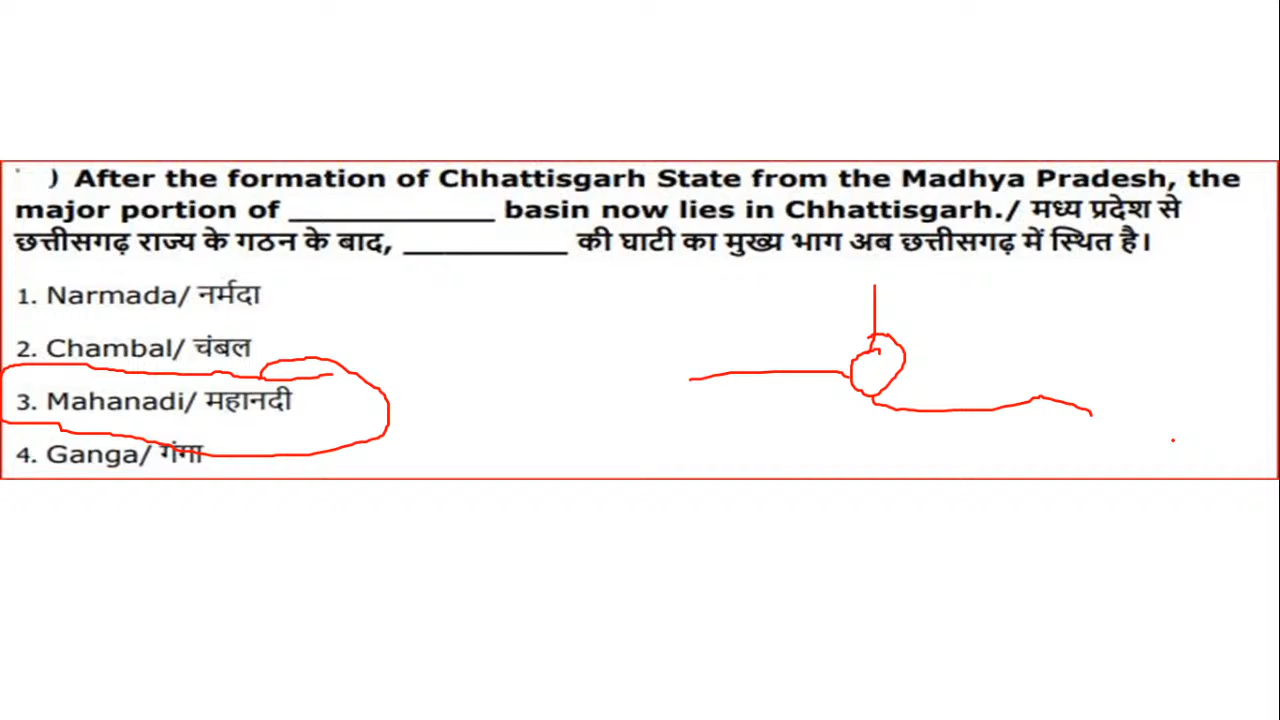 ) After the formation of Chhattisgarh State from the Madhya Pradesh, the
major portion of ______________ basin now lies in Chhattisgarh./ मध्य प्रदेश से
छत्तीसगढ़ राज्य के गठन के बाद, ___________ की घाटी का मुख्य भाग अब छत्तीसगढ़ में स्थित है।
1. Narmada/ नर्मदा
2. Chambal/ चंबल
3. Mahanadi/ महानदी
4. Ganga/ गंगा